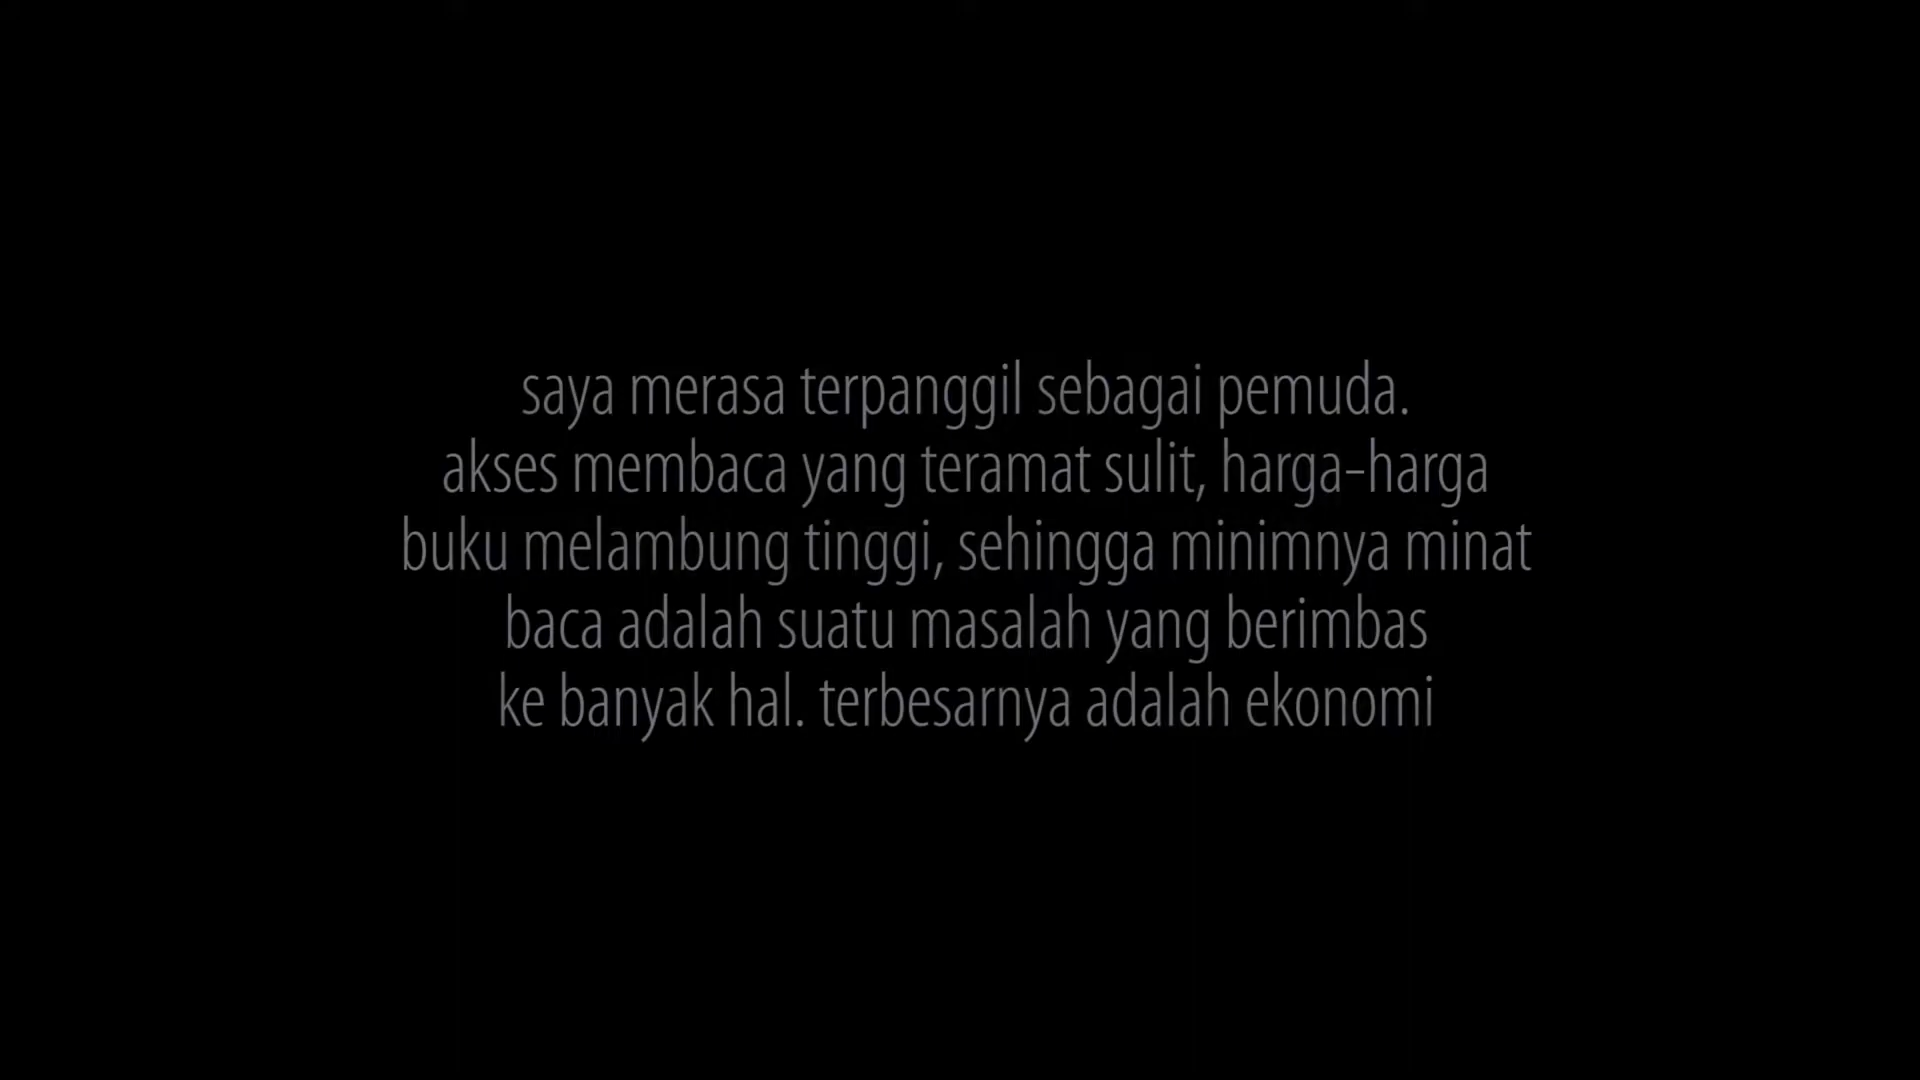 saya merasa terpanggil sebagai pemuda.
akses membaca yang teramat sulit, harga-harga
buku melambung tinggi, sehingga minimnya minat
baca adalah suatu masalah yang berimbas
ke banyak hal. terbesarnya adalah ekonomi